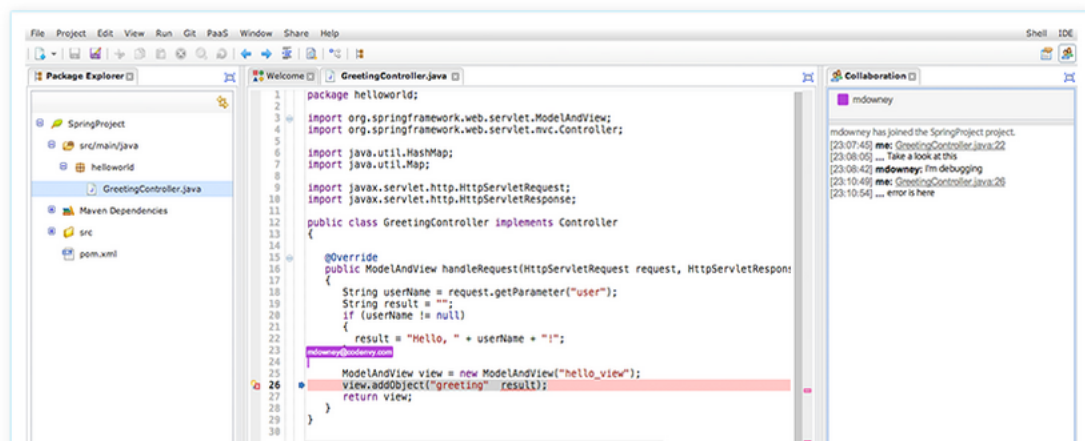 File Project Edit View Run Git PaaS Window Share Help Shell IDE
Package Explorer
SpringProject
src/main/java
helloworld
GreetingController.java
Maven Dependencies
src
pom.xml
Welcome GreetingController.java
1 package helloworld;
2
3 import org.springframework.web.servlet.ModelAndView;
4 import org.springframework.web.servlet.mvc.Controller;
5
6 import java.util.HashMap;
7 import java.util.Map;
8
9 import javax.servlet.http.HttpServletRequest;
10 import javax.servlet.http.HttpServletResponse;
11
12 public class GreetingController implements Controller
13 {
14
15 @Override
16 public ModelAndView handleRequest(HttpServletRequest request, HttpServletRespon
17 {
18 String userName = request.getParameter("user");
19 String result = "";
20 if (userName != null)
21 {
22 result = "Hello, " + userName + "!";
23 mdowney@codenvy.com
24
25 ModelAndView view = new ModelAndView("hello_view");
26 view.addObject("greeting" result);
27 return view;
28 }
29 }
30
Collaboration
mdowney
mdowney has joined the SpringProject project.
[23:07:45] me: GreetingController.java:22
[23:08:05] ... Take a look at this
[23:08:42] mdowney: I'm debugging
[23:10:49] me: GreetingController.java:26
[23:10:54] ... error is here